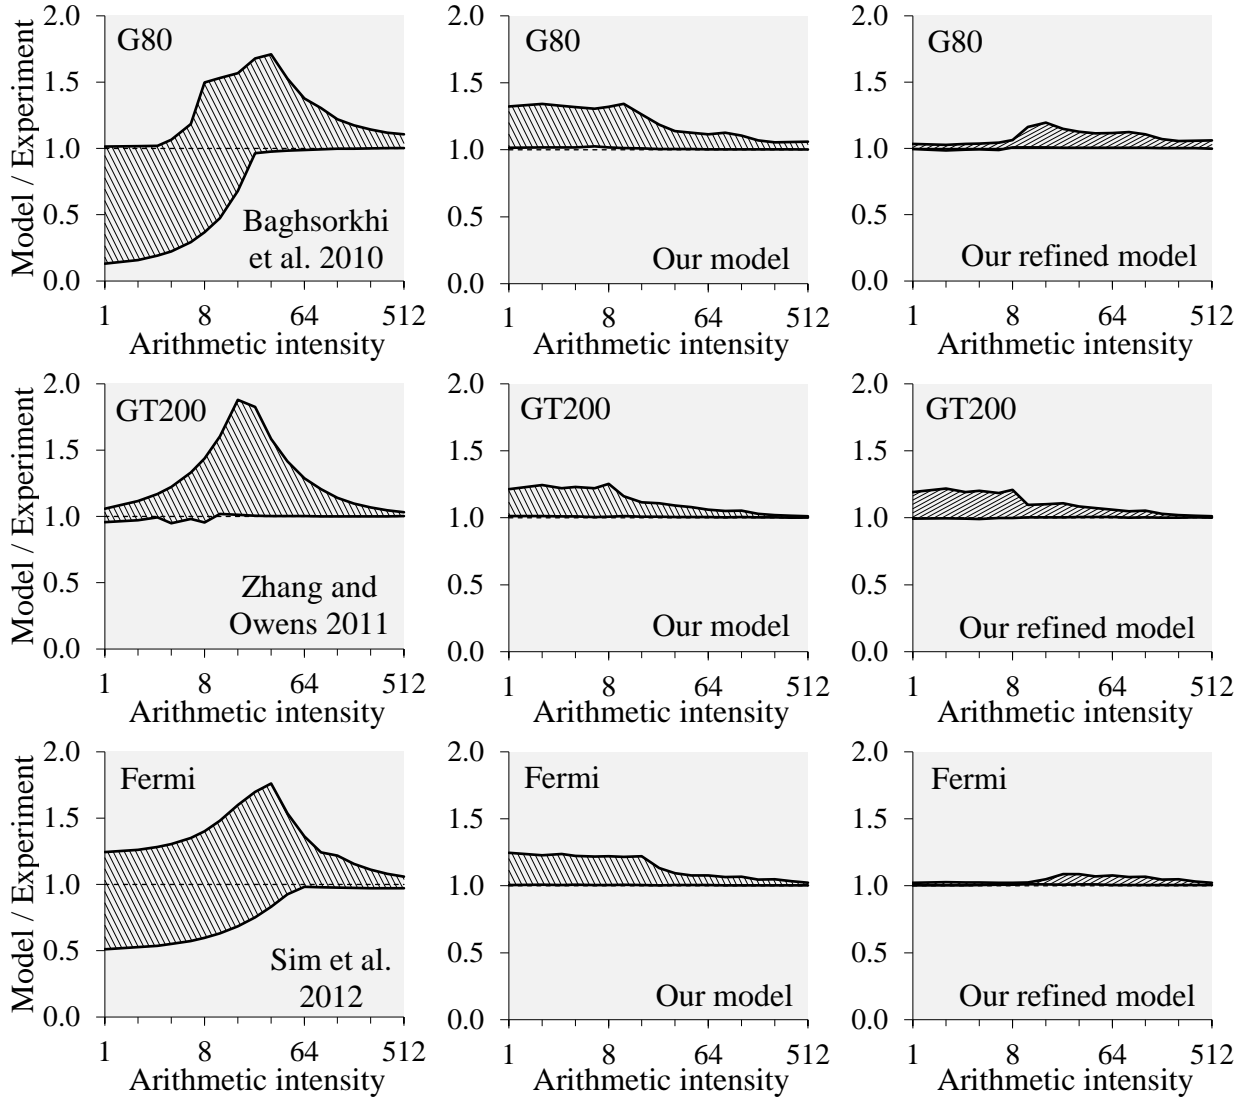 Model / Experiment
2.0
1.5
1.0
0.5
0.0
G80
Baghsorkhi
et al. 2010
1
8
64
512
Arithmetic intensity
2.0
1.5
1.0
0.5
0.0
G80
Our model
1
8
64
512
Arithmetic intensity
2.0
1.5
1.0
0.5
0.0
G80
Our refined model
1
8
64
512
Arithmetic intensity
Model / Experiment
2.0
1.5
1.0
0.5
0.0
GT200
Zhang and
Owens 2011
1
8
64
512
Arithmetic intensity
2.0
1.5
1.0
0.5
0.0
GT200
Our model
1
8
64
512
Arithmetic intensity
2.0
1.5
1.0
0.5
0.0
GT200
Our refined model
1
8
64
512
Arithmetic intensity
Model / Experiment
2.0
1.5
1.0
0.5
0.0
Fermi
Sim et al.
2012
1
8
64
512
Arithmetic intensity
2.0
1.5
1.0
0.5
0.0
Fermi
Our model
1
8
64
512
Arithmetic intensity
2.0
1.5
1.0
0.5
0.0
Fermi
Our refined model
1
8
64
512
Arithmetic intensity